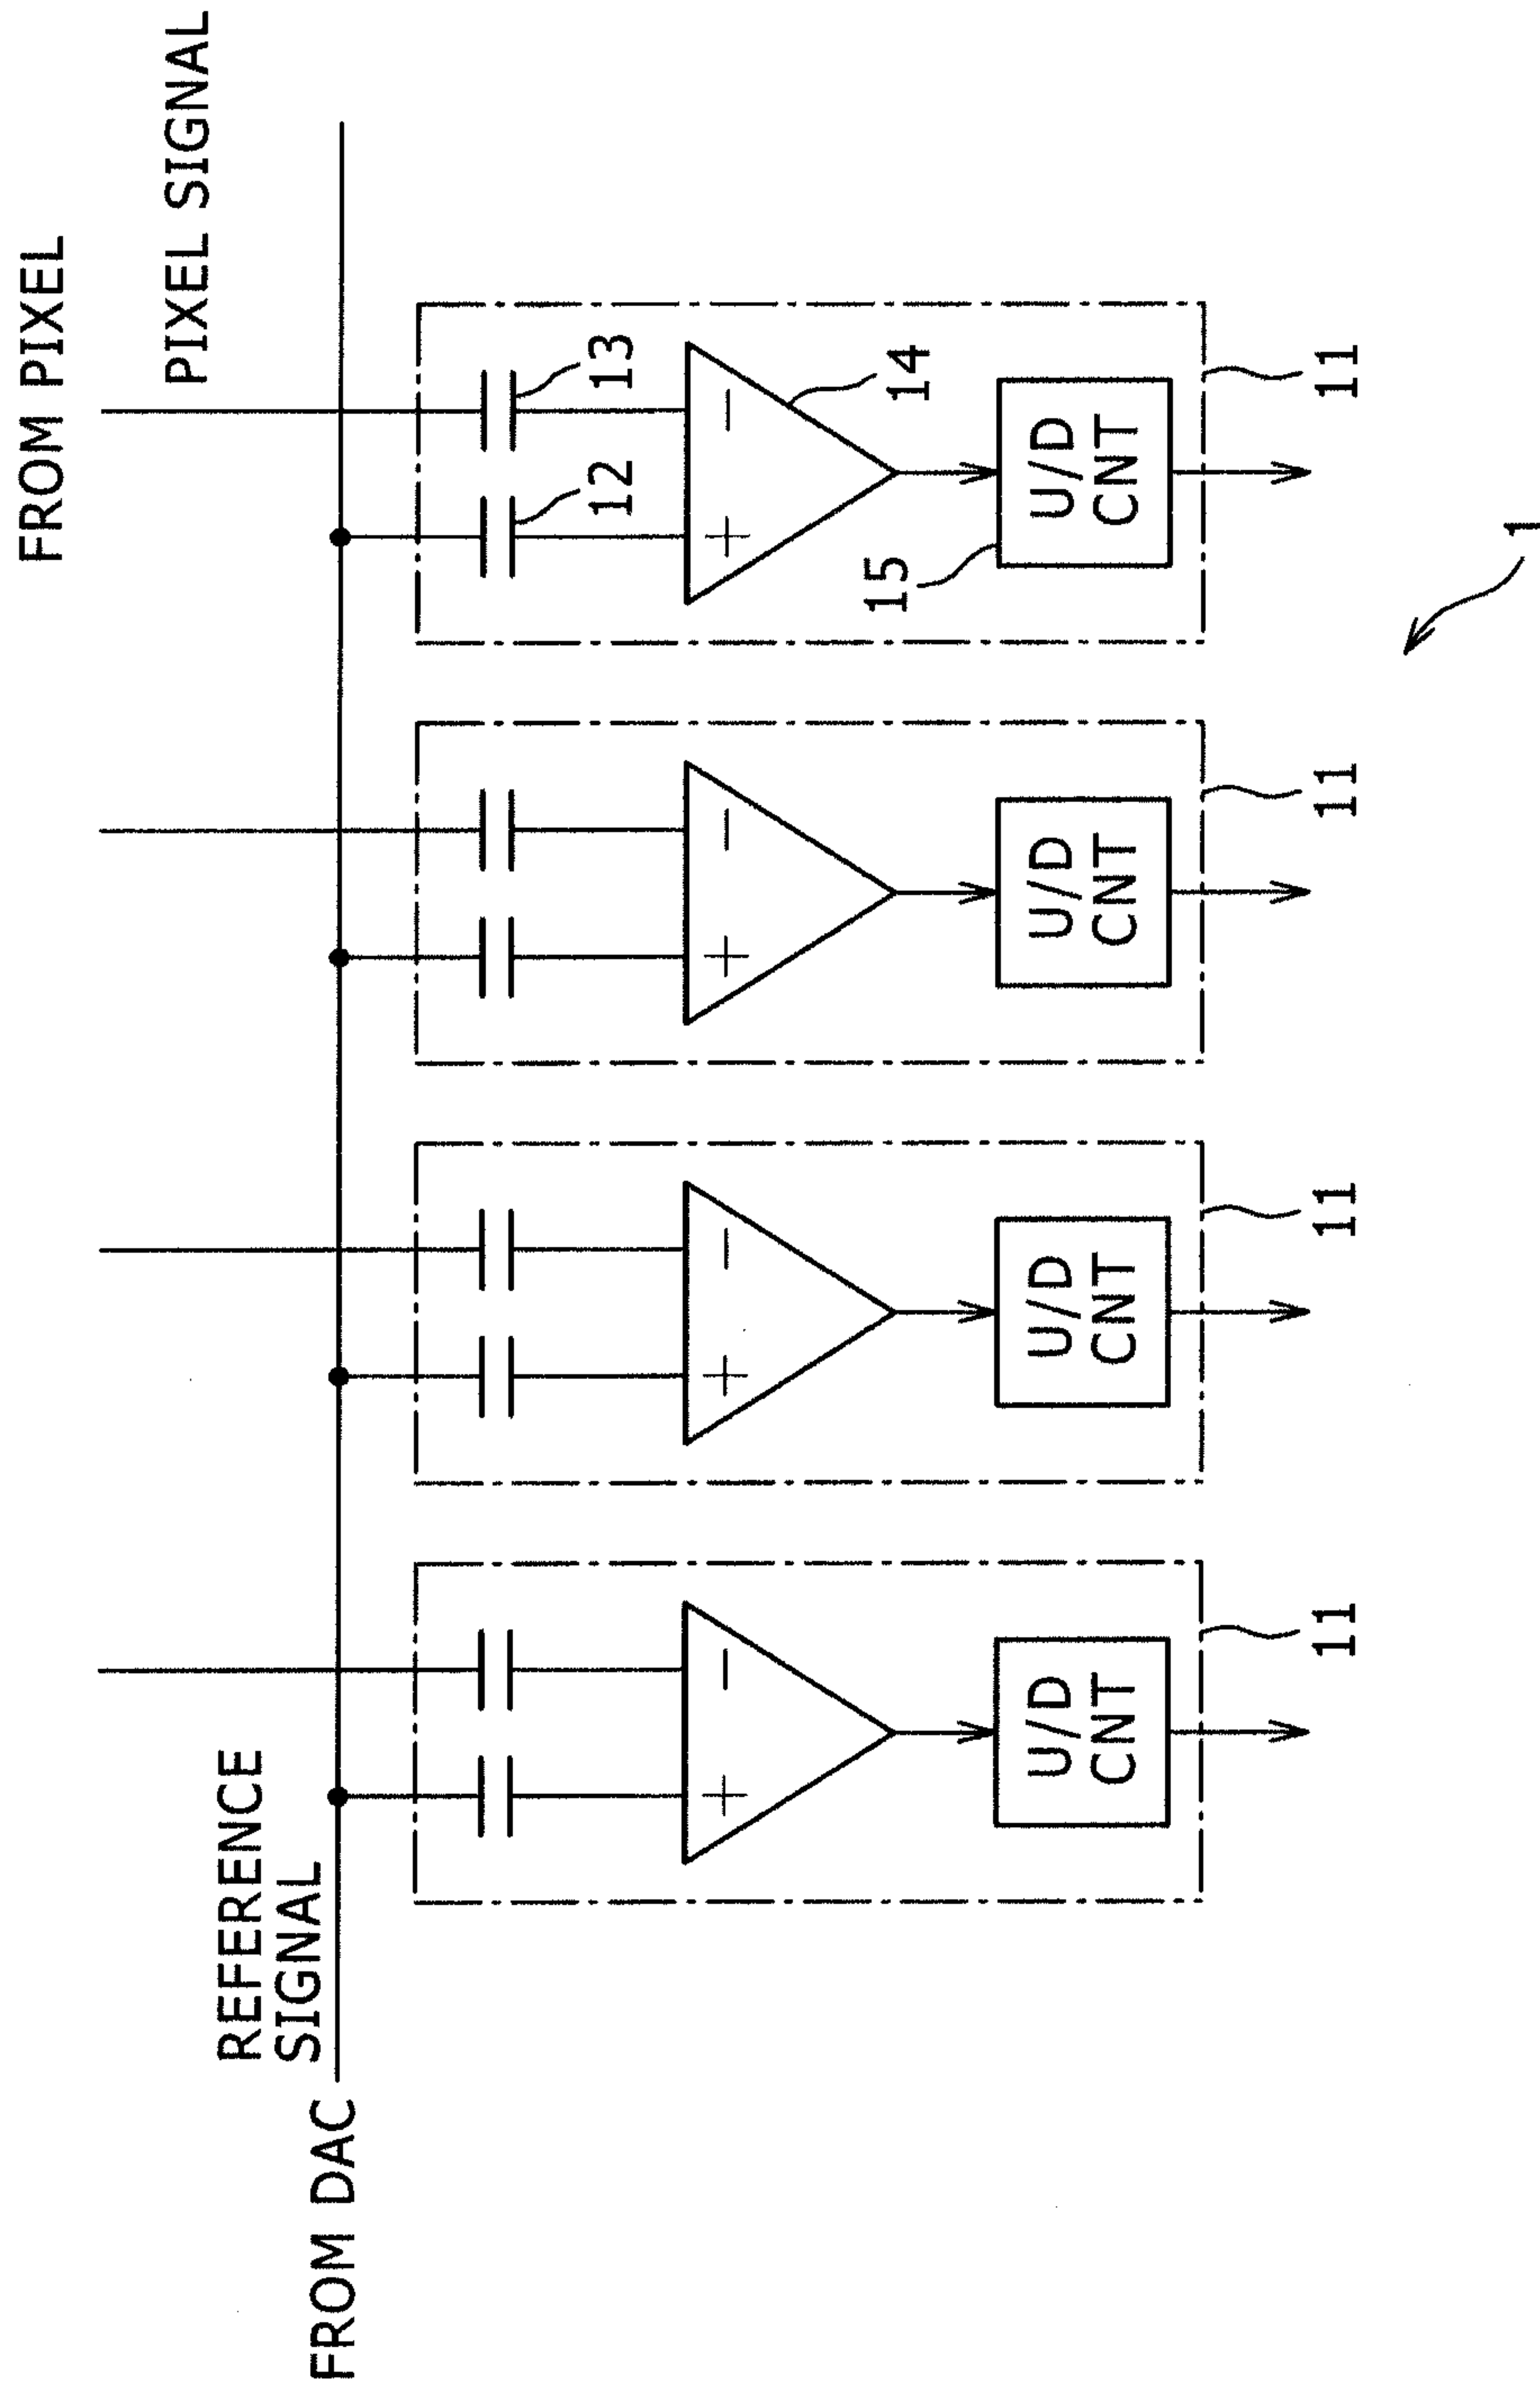 FROM PIXEL
PIXEL SIGNAL
REFERENCE
SIGNAL
FROM DAC
12
13
+
−
+
−
+
−
+
−
14
15
U/D
CNT
U/D
CNT
U/D
CNT
U/D
CNT
11
11
11
11
1